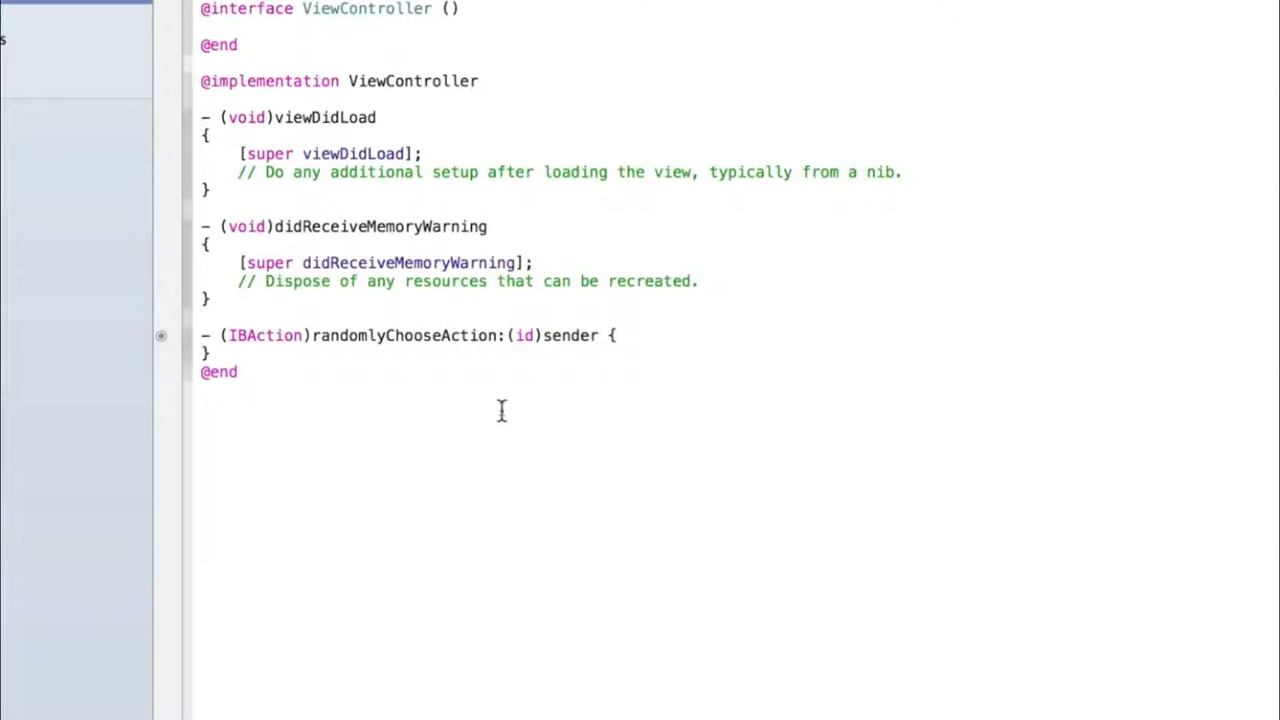 s
@interface ViewController ()
@end
@implementation ViewController
- (void)viewDidLoad
{
[super viewDidLoad];
// Do any additional setup after loading the view, typically from a nib.
}
- (void)didReceiveMemoryWarning
{
[super didReceiveMemoryWarning];
// Dispose of any resources that can be recreated.
}
- (IBAction)randomlyChooseAction:(id)sender {
}
@end